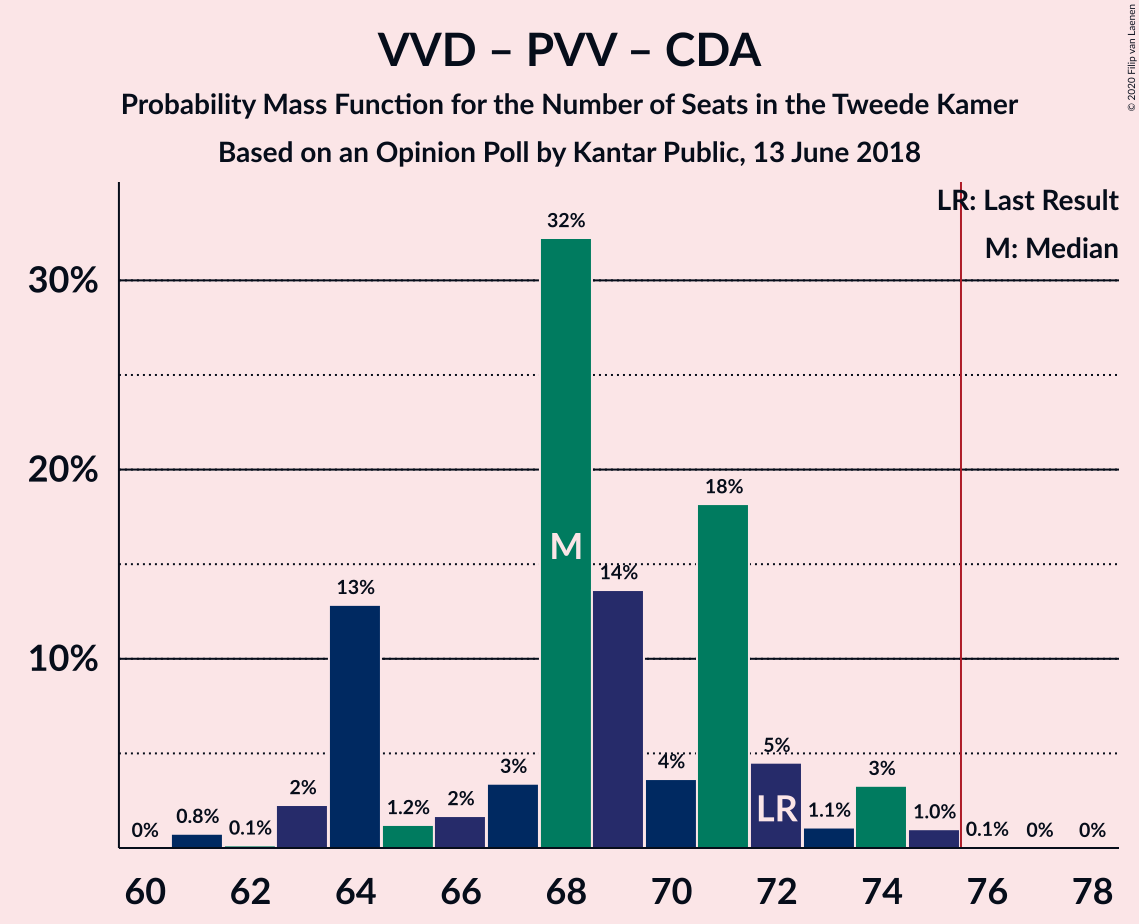 VVD – PVV – CDA
Probability Mass Function for the Number of Seats in the Tweede Kamer
Based on an Opinion Poll by Kantar Public, 13 June 2018
© 2020 Filip van Laenen
LR: Last Result
M: Median
30%
20%
10%
0%
0.8%
0.1%
2%
13%
1.2%
2%
3%
32%
14%
4%
18%
5%
1.1%
3%
1.0%
0.1%
0%
0%
M
LR
60 62 64 66 68 70 72 74 76 78